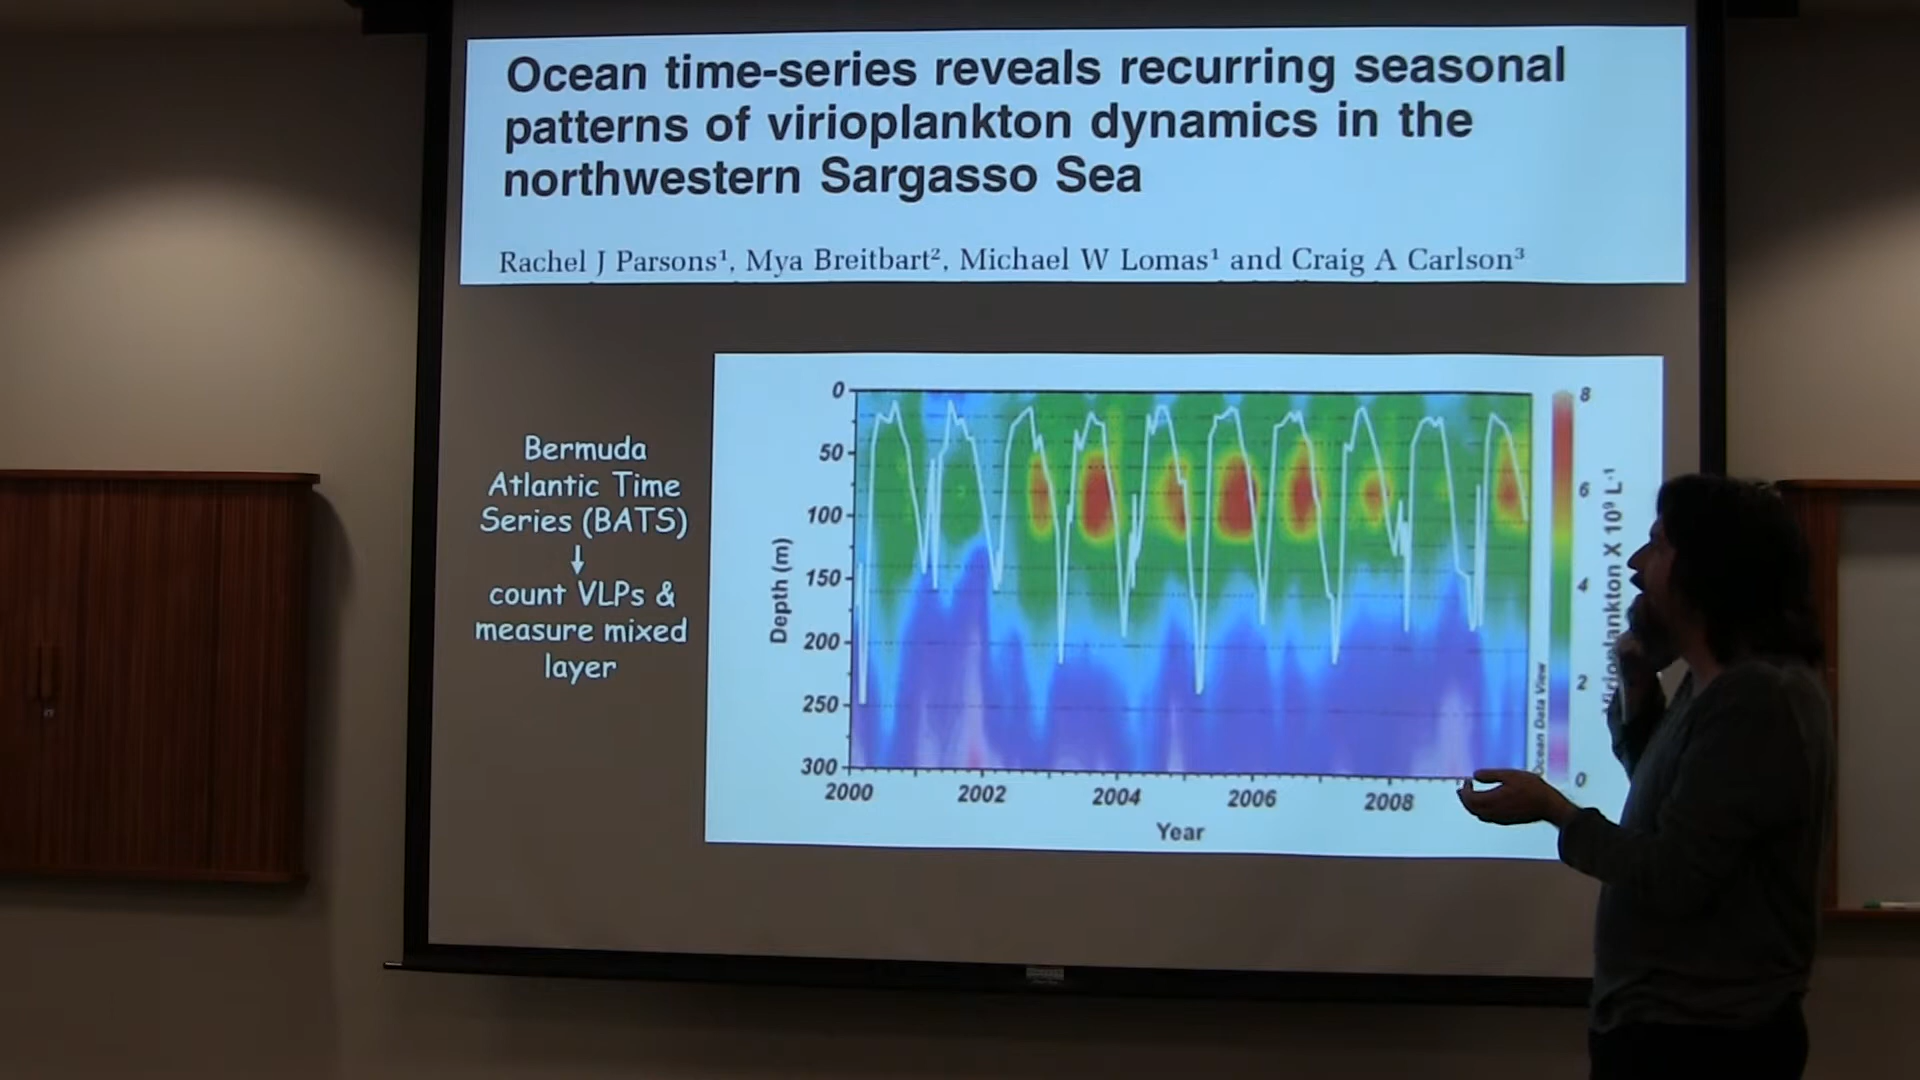 Ocean time-series reveals recurring seasonal
patterns of virioplankton dynamics in the
northwestern Sargasso Sea
Rachel J Parsons¹, Mya Breitbart², Michael W Lomas¹ and Craig A Carlson³
Bermuda
Atlantic Time
Series (BATS)
↓
count VLPs &
measure mixed
layer
Depth (m)
0
50
100
150
200
250
300
2000
2002
2004
2006
2008
Year
Ocean Data View
8
6
4
2
0
Virioplankton X 10⁹ L⁻¹